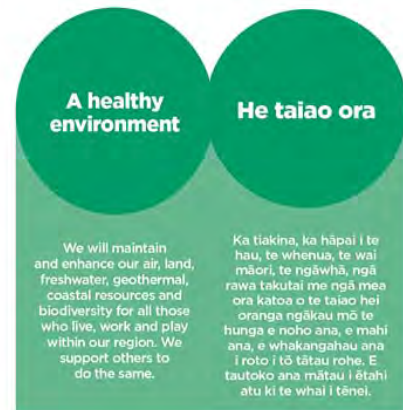 A healthy
environment
We will maintain
and enhance our air, land,
freshwater, geothermal,
coastal resources and
biodiversity for all those
who live, work and play
within our region. We
support others to
do the same.
He taiao ora
Ka tiakina, ka hāpai i te
hau, te whenua, te wai
māori, te ngāwhā, ngā
rawa takutai me ngā mea
ora katoa o te taiao hei
oranga ngākau mō te
hunga e noho ana, e mahi
ana, e whakangahau ana
i roto i tō tātau rohe. E
tautoko ana mātau i ētahi
atu ki te whai i tēnei.